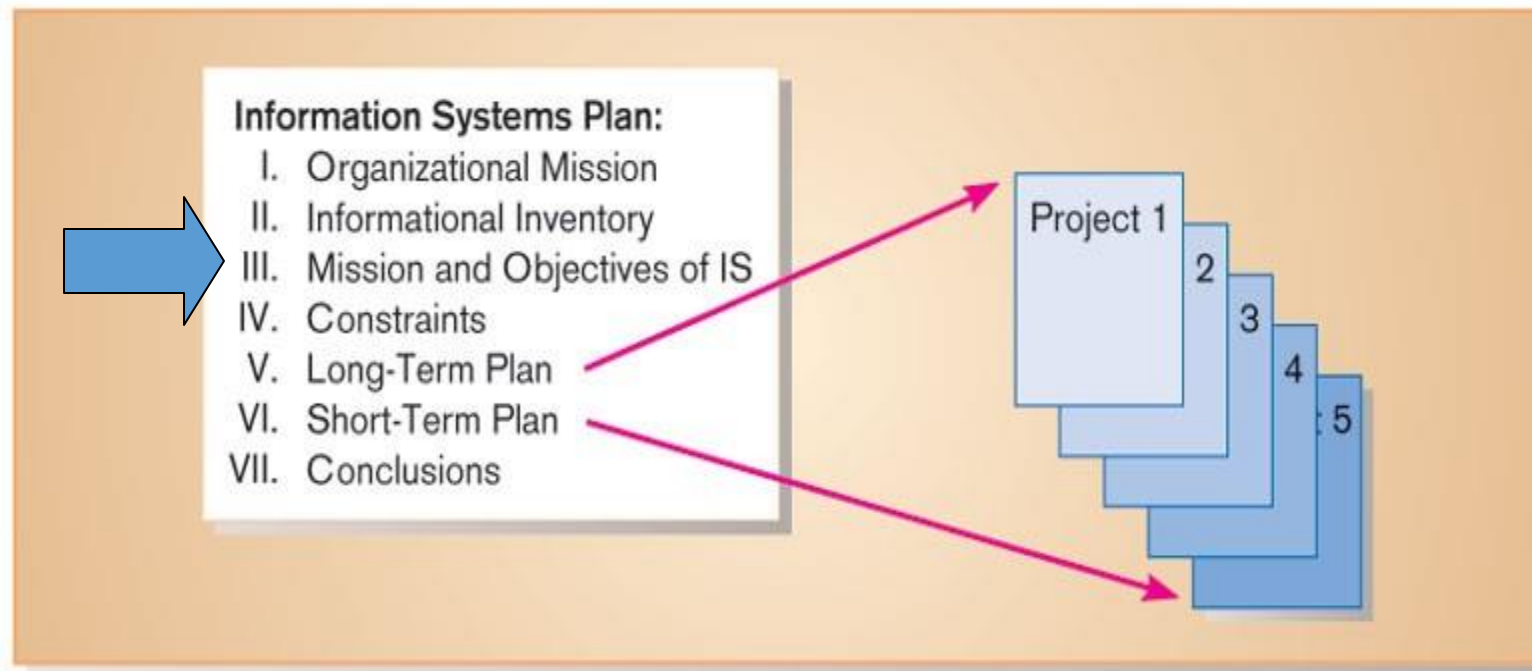 Information Systems Plan:
I. Organizational Mission
II. Informational Inventory
III. Mission and Objectives of IS
IV. Constraints
V. Long-Term Plan
VI. Short-Term Plan
VII. Conclusions
Project 1
2
3
4
5